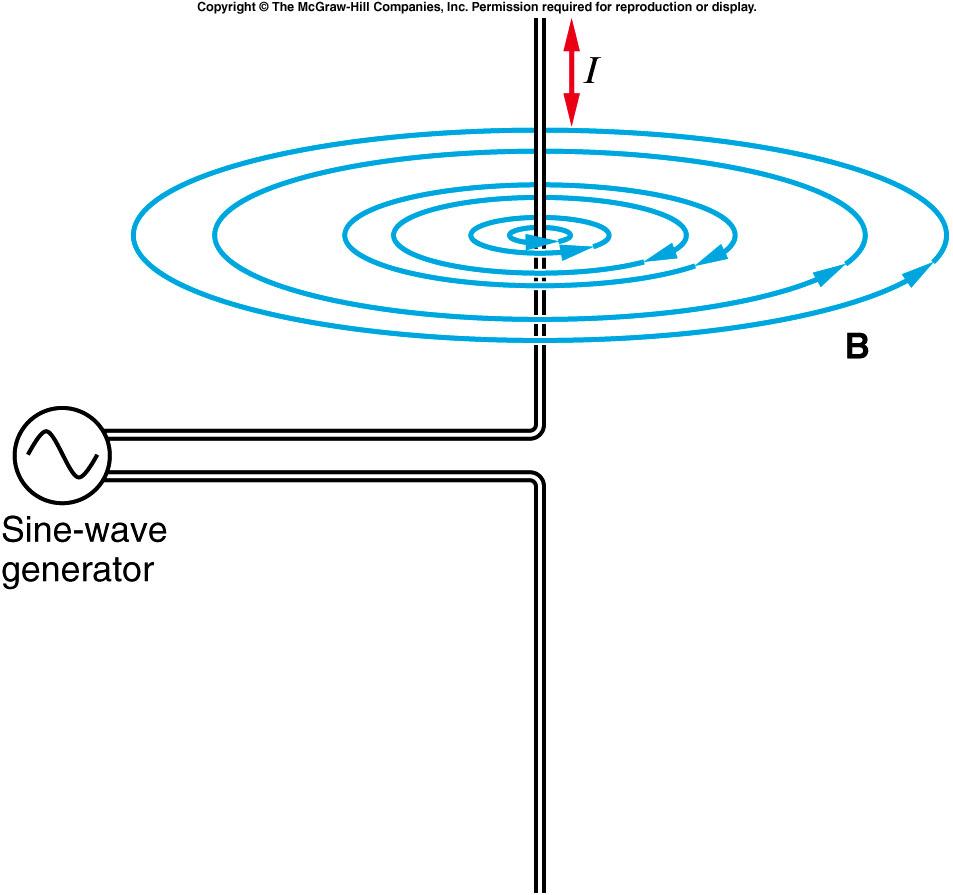 Copyright © The McGraw-Hill Companies, Inc. Permission required for reproduction or display.
I
B
Sine-wave
generator